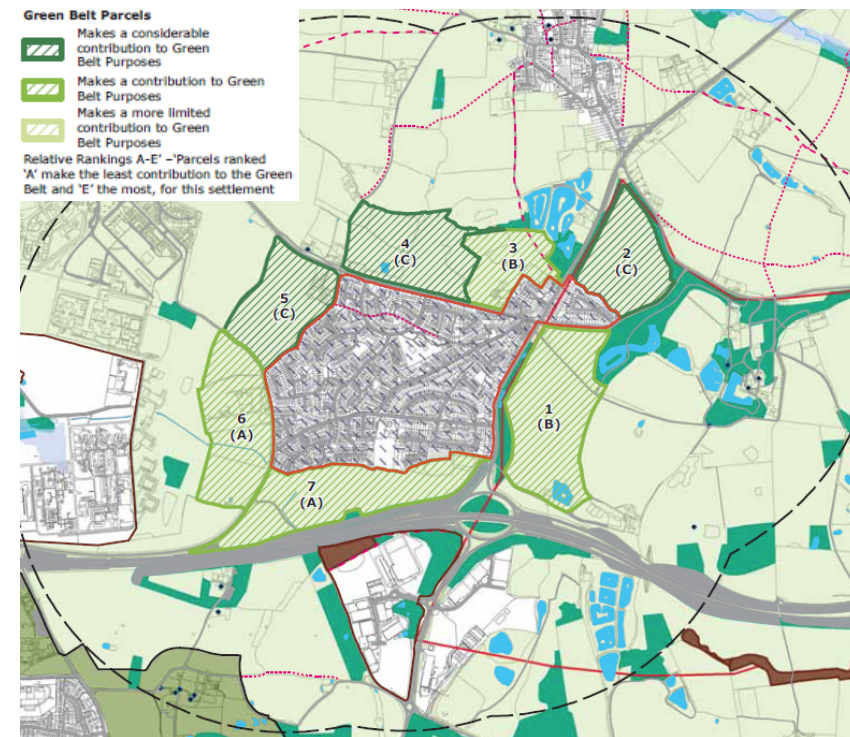 Green Belt Parcels
Makes a considerable
contribution to Green
Belt Purposes
Makes a contribution to Green
Belt Purposes
Makes a more limited
contribution to Green
Belt Purposes
Relative Rankings A-E’ –‘Parcels ranked
‘A’ make the least contribution to the Green
Belt and ‘E’ the most, for this settlement
4
(C)
3
(B)
2
(C)
5
(C)
1
(B)
6
(A)
7
(A)